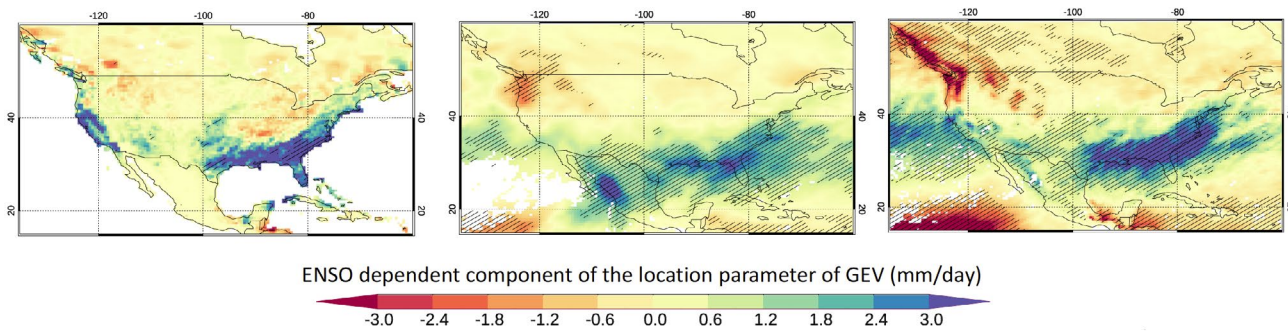 -120 -100 -80
-120 -100 -80
-120 -100 -80
40 40 40 40 40 40
20 20 20 20 20 20
ENSO dependent component of the location parameter of GEV (mm/day)
-3.0 -2.4 -1.8 -1.2 -0.6 0.0 0.6 1.2 1.8 2.4 3.0